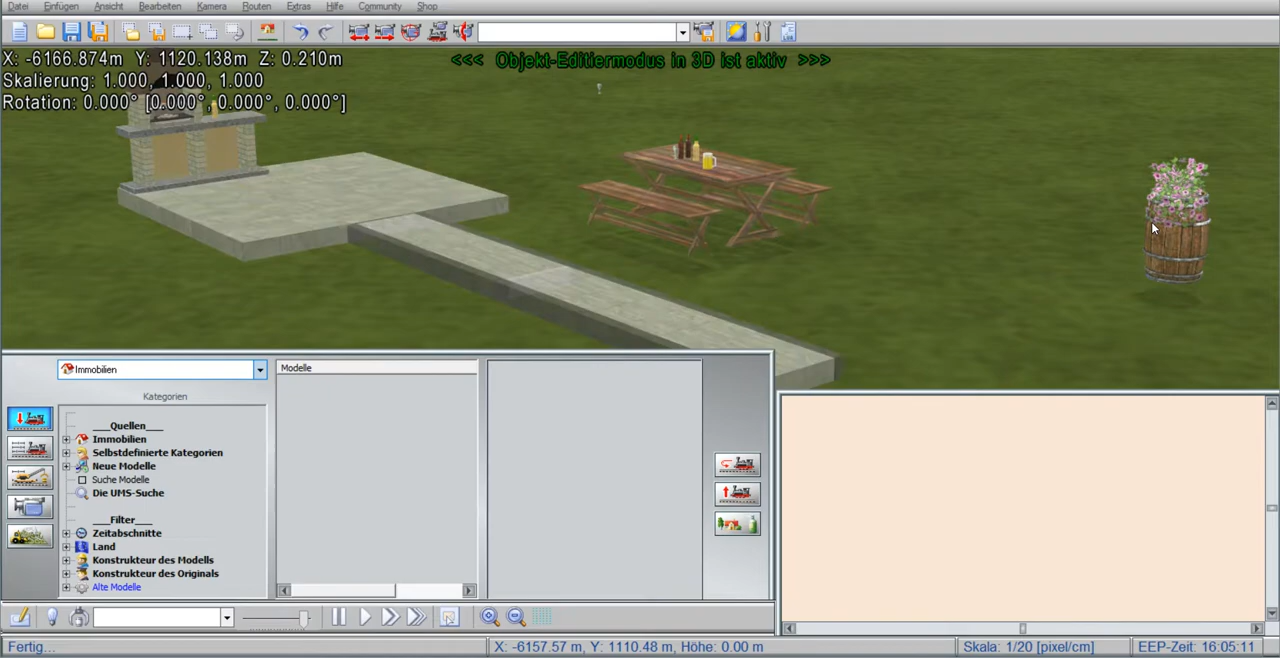 Datei Einfügen Ansicht Bearbeiten Kamera Routen Extras Hilfe Community Shop
X: -6166.874m Y: 1120.138m Z: 0.210m
<<< Objekt-Editiermodus in 3D ist aktiv >>>
Skalierung: 1.000, 1.000, 1.000
Rotation: 0.000° [0.000°, 0.000°, 0.000°]
Immobilien
Kategorien
___Quellen___
Immobilien
Selbstdefinierte Kategorien
Neue Modelle
Suche Modelle
Die UMS-Suche
___Filter___
Zeitabschnitte
Land
Konstrukteur des Modells
Konstrukteur des Originals
Alte Modelle
Modelle
Fertig...
X: -6157.57 m, Y: 1110.48 m, Höhe: 0.00 m
Skala: 1/20 [pixel/cm]
EEP-Zeit: 16:05:11